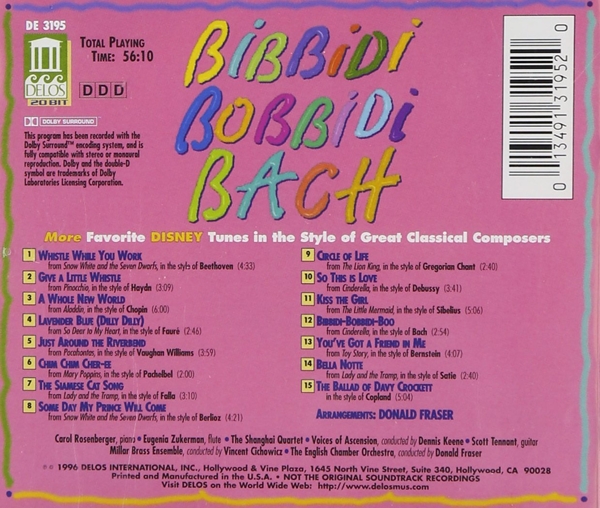 DE 3195
DELOS
20 BIT
TOTAL PLAYING
TIME: 56:10
DDD
DOLBY SURROUND
This program has been recorded with the
Dolby Surround™ encoding system, and is
fully compatible with stereo or monaural
reproduction. Dolby and the double-D
symbol are trademarks of Dolby
Laboratories Licensing Corporation.
BiBBiDi
BOBBiDi
BACH
0 13491 31952 0
More Favorite DISNEY Tunes in the Style of Great Classical Composers
1 WHISTLE WHILE YOU WORK
from Snow White and the Seven Dwarfs, in the style of Beethoven (4:33)
2 GIVE A LITTLE WHISTLE
from Pinocchio, in the style of Haydn (3:09)
3 A WHOLE NEW WORLD
from Aladdin, in the style of Chopin (6:00)
4 LAVENDER BLUE (DILLY DILLY)
from So Dear to My Heart, in the style of Fauré (2:46)
5 JUST AROUND THE RIVERBEND
from Pocahontas, in the style of Vaughan Williams (3:59)
6 CHIM CHIM CHER-EE
from Mary Poppins, in the style of Pachelbel (2:00)
7 THE SIAMESE CAT SONG
from Lady and the Tramp, in the style of Falla (3:10)
8 SOME DAY MY PRINCE WILL COME
from Snow White and the Seven Dwarfs, in the style of Berlioz (4:21)
9 CIRCLE OF LIFE
from The Lion King, in the style of Gregorian Chant (2:40)
10 SO THIS IS LOVE
from Cinderella, in the style of Debussy (3:41)
11 KISS THE GIRL
from The Little Mermaid, in the style of Sibelius (5:06)
12 BIBBIDI-BOBBIDI-BOO
from Cinderella, in the style of Bach (2:54)
13 YOU'VE GOT A FRIEND IN ME
from Toy Story, in the style of Bernstein (4:07)
14 BELLA NOTTE
from Lady and the Tramp, in the style of Satie (2:40)
15 THE BALLAD OF DAVY CROCKETT
in the style of Copland (5:04)
ARRANGEMENTS: DONALD FRASER
Carol Rosenberger, piano • Eugenia Zukerman, flute • The Shanghai Quartet • Voices of Ascension, conducted by Dennis Keene • Scott Tennant, guitar
Millar Brass Ensemble, conducted by Vincent Cichowicz • The English Chamber Orchestra, conducted by Donald Fraser
1996 DELOS INTERNATIONAL, INC., Hollywood & Vine Plaza, 1645 North Vine Street, Suite 340, Hollywood, CA 90028
Printed and Manufactured in the U.S.A. • NOT THE ORIGINAL SOUNDTRACK RECORDINGS
Visit DELOS on the World Wide Web: http://www.delosmus.com